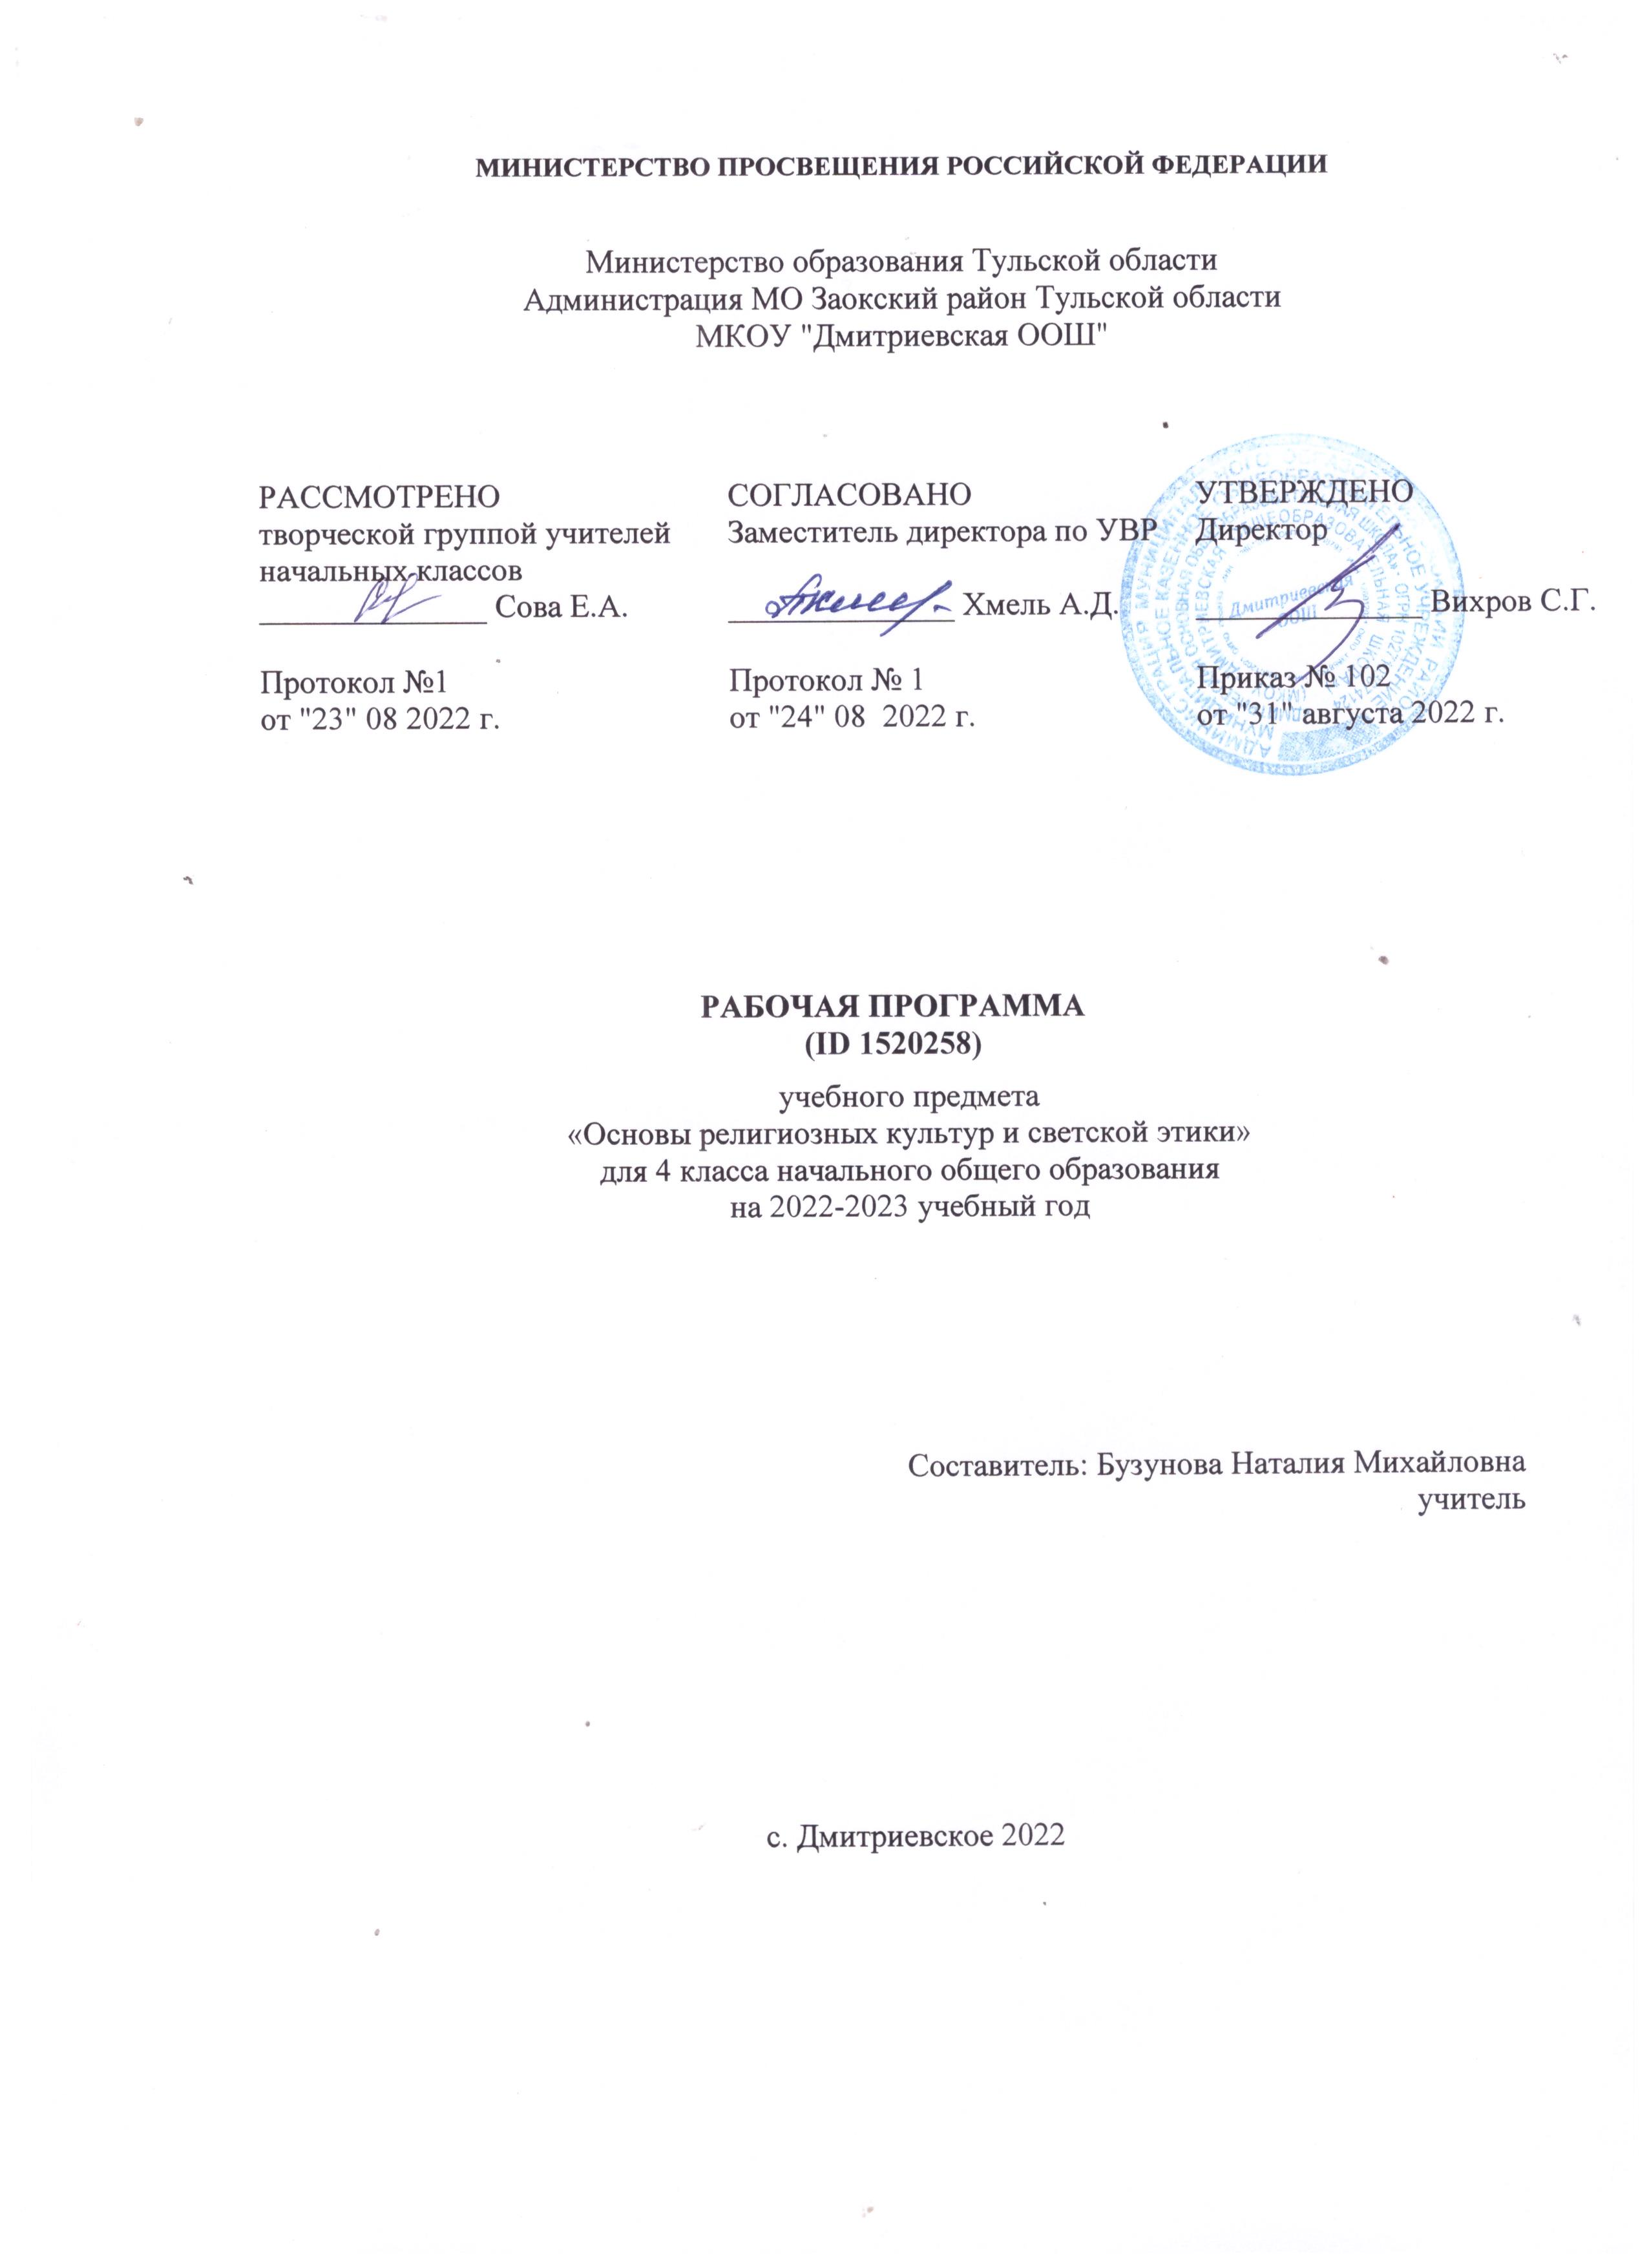 МИНИСТЕРСТВО ПРОСВЕЩЕНИЯ РОССИЙСКОЙ ФЕДЕРАЦИИ
Министерство образования Тульской области
Администрация МО Заокский район Тульской области
МКОУ "Дмитриевская ООШ"
РАССМОТРЕНО
творческой группой учителей
начальных классов
Сова Е.А.
Протокол №1
от "23" 08 2022 г.
СОГЛАСОВАНО
Заместитель директора по УВР
Хмель А.Д.
Протокол № 1
от "24" 08 2022 г.
УТВЕРЖДЕНО
Директор
Вихров С.Г.
Приказ № 102
от "31" августа 2022 г.
Дмитриевская
ООШ
РАБОЧАЯ ПРОГРАММА
(ID 1520258)
учебного предмета
«Основы религиозных культур и светской этики»
для 4 класса начального общего образования
на 2022-2023 учебный год
Составитель: Бузунова Наталия Михайловна
учитель
с. Дмитриевское 2022